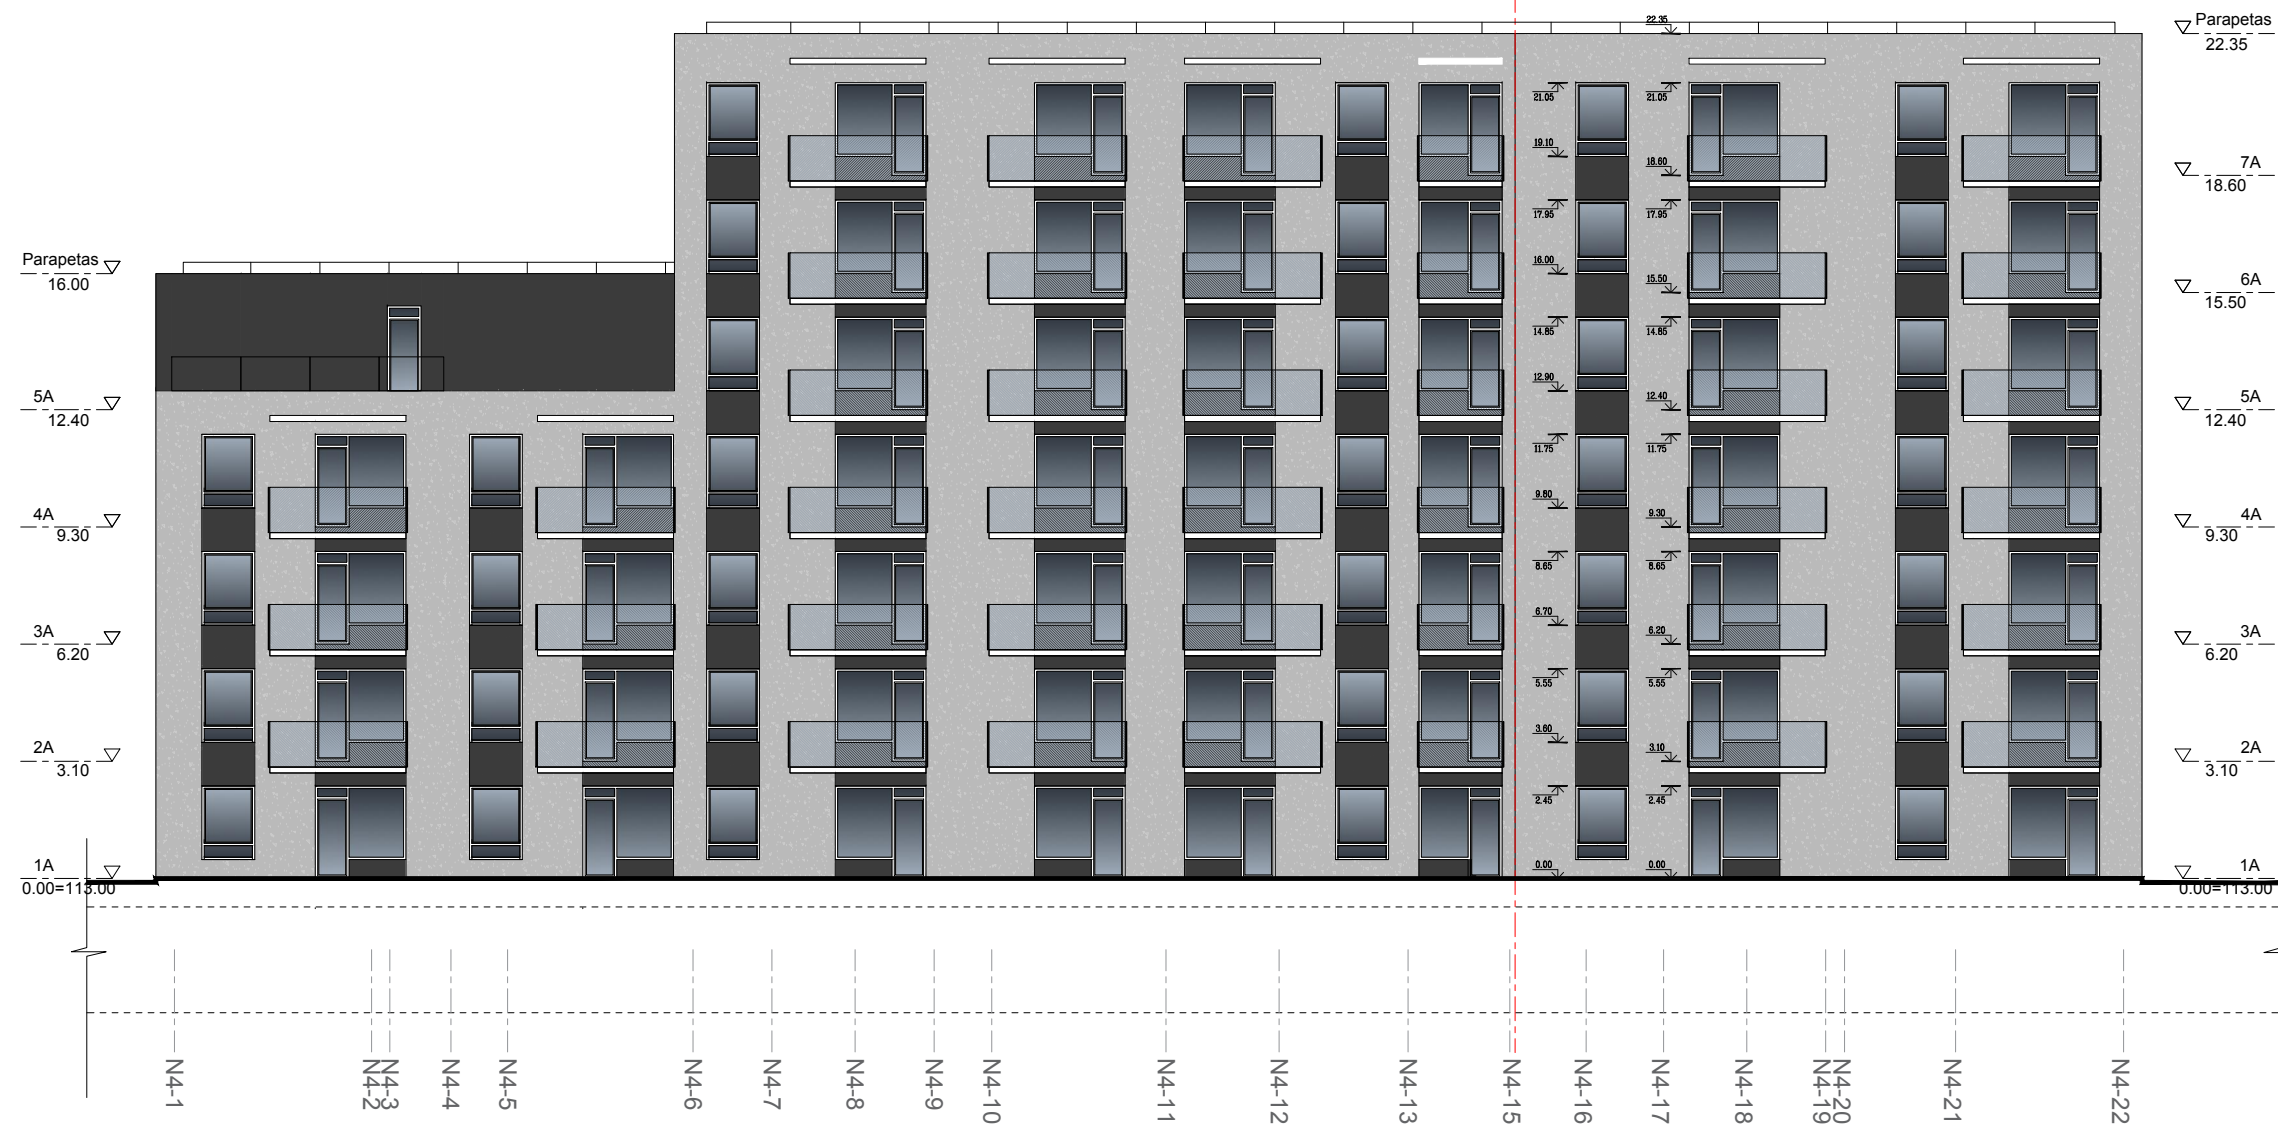 Parapetas
22.35
22.35
21.05
21.05
19.10
18.60
7A
18.60
17.95
17.95
Parapetas
16.00
16.00
15.50
6A
15.50
14.85
14.85
12.90
12.40
5A
12.40
5A
12.40
11.75
11.75
9.80
9.30
4A
9.30
4A
9.30
8.65
8.65
6.70
6.20
3A
6.20
3A
6.20
5.55
5.55
3.60
3.10
2A
3.10
2A
3.10
2.45
2.45
0.00
0.00
1A
0.00=113.00
1A
0.00=113.00
N4-1
N4-2
N4-3
N4-4
N4-5
N4-6
N4-7
N4-8
N4-9
N4-10
N4-11
N4-12
N4-13
N4-15
N4-16
N4-17
N4-18
N4-19
N4-20
N4-21
N4-22